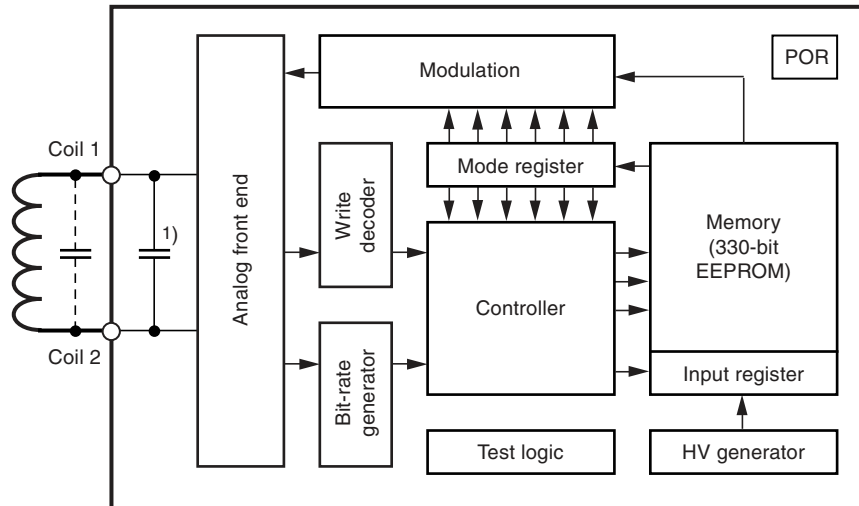 POR
Modulation
Coil 1
Mode register
Write
decoder
Analog front end
1)
Memory
(330-bit
EEPROM)
Controller
Coil 2
Bit-rate
generator
Input register
Test logic
HV generator